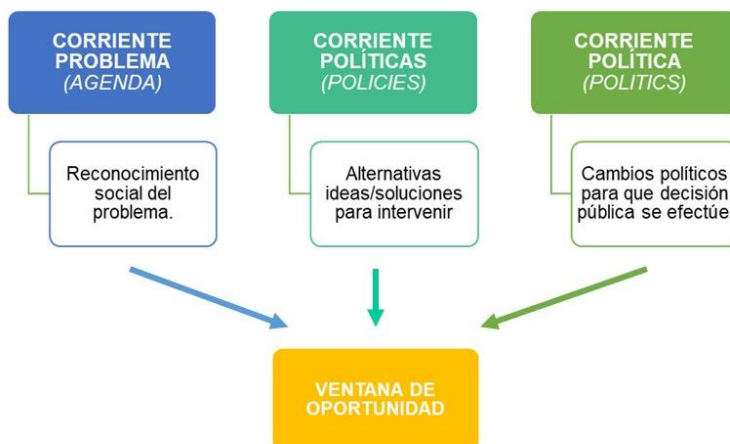 CORRIENTE
PROBLEMA
(AGENDA)
CORRIENTE
POLÍTICAS
(POLICIES)
CORRIENTE
POLÍTICA
(POLITICS)
Reconocimiento
social del
problema.
Alternativas
ideas/soluciones
para intervenir
Cambios políticos
para que decisión
pública se efectúe
VENTANA DE
OPORTUNIDAD